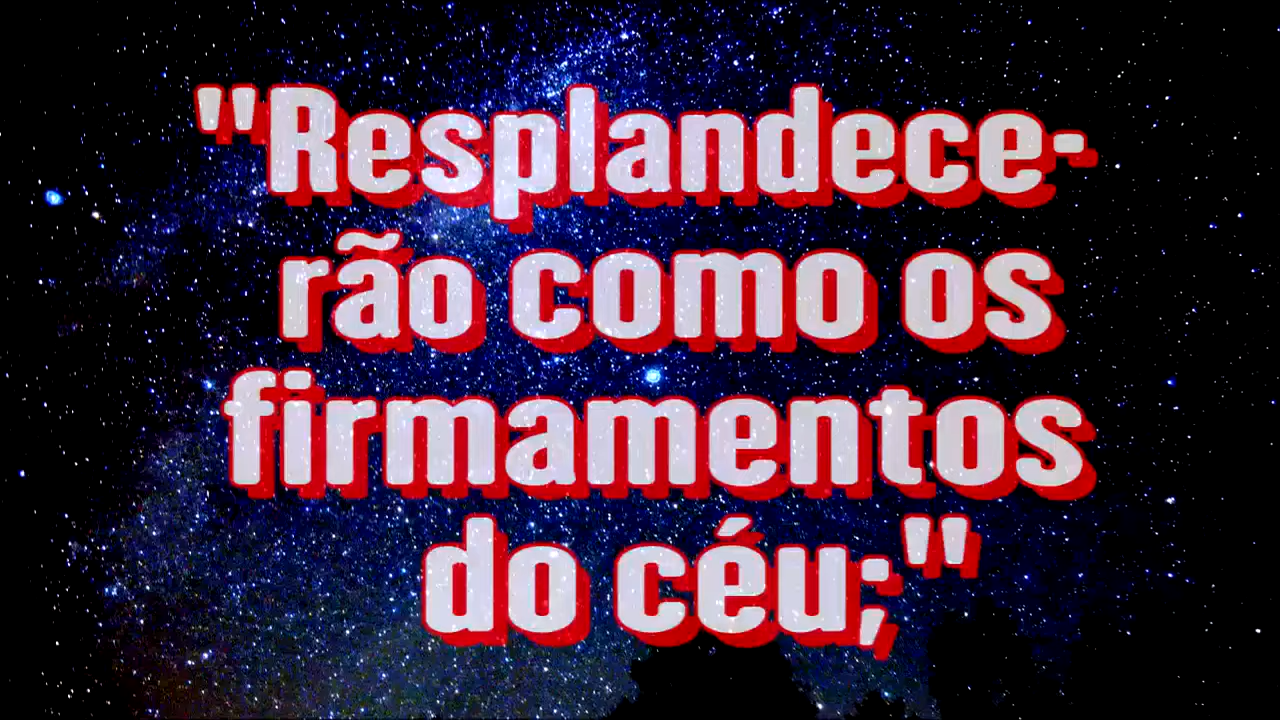 "Resplandece-
rão como os
firmamentos
do céu;"